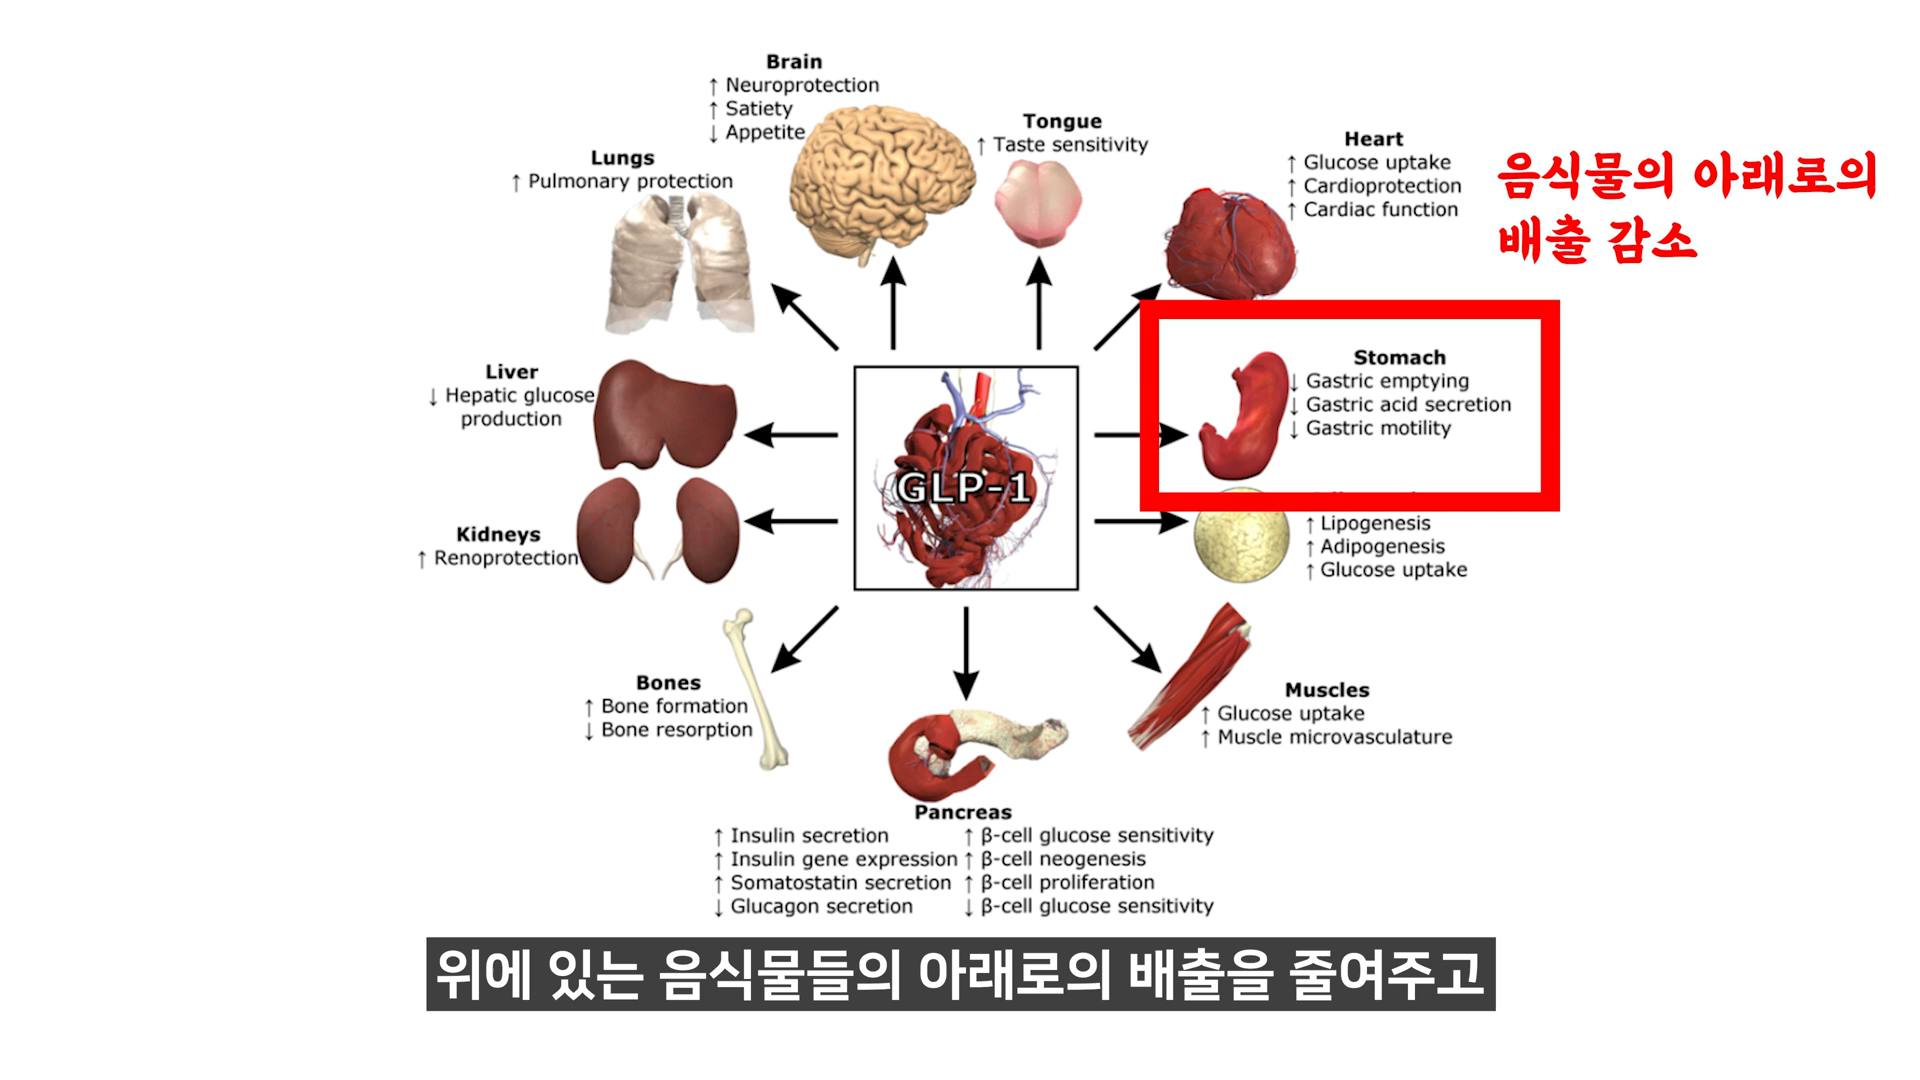 Brain
↑ Neuroprotection
↑ Satiety
↓ Appetite
Tongue
↑ Taste sensitivity
Heart
↑ Glucose uptake
↑ Cardioprotection
↑ Cardiac function
음식물의 아래로의
배출 감소
Lungs
↑ Pulmonary protection
Stomach
↓ Gastric emptying
↓ Gastric acid secretion
↓ Gastric motility
Liver
↓ Hepatic glucose
production
GLP-1
Kidneys
↑ Renoprotection
↑ Lipogenesis
↑ Adipogenesis
↑ Glucose uptake
Bones
↑ Bone formation
↓ Bone resorption
Muscles
↑ Glucose uptake
↑ Muscle microvasculature
Pancreas
↑ Insulin secretion
↑ Insulin gene expression
↑ Somatostatin secretion
↓ Glucagon secretion
↑ β-cell glucose sensitivity
↑ β-cell neogenesis
↑ β-cell proliferation
↓ β-cell glucose sensitivity
위에 있는 음식물들의 아래로의 배출을 줄여주고